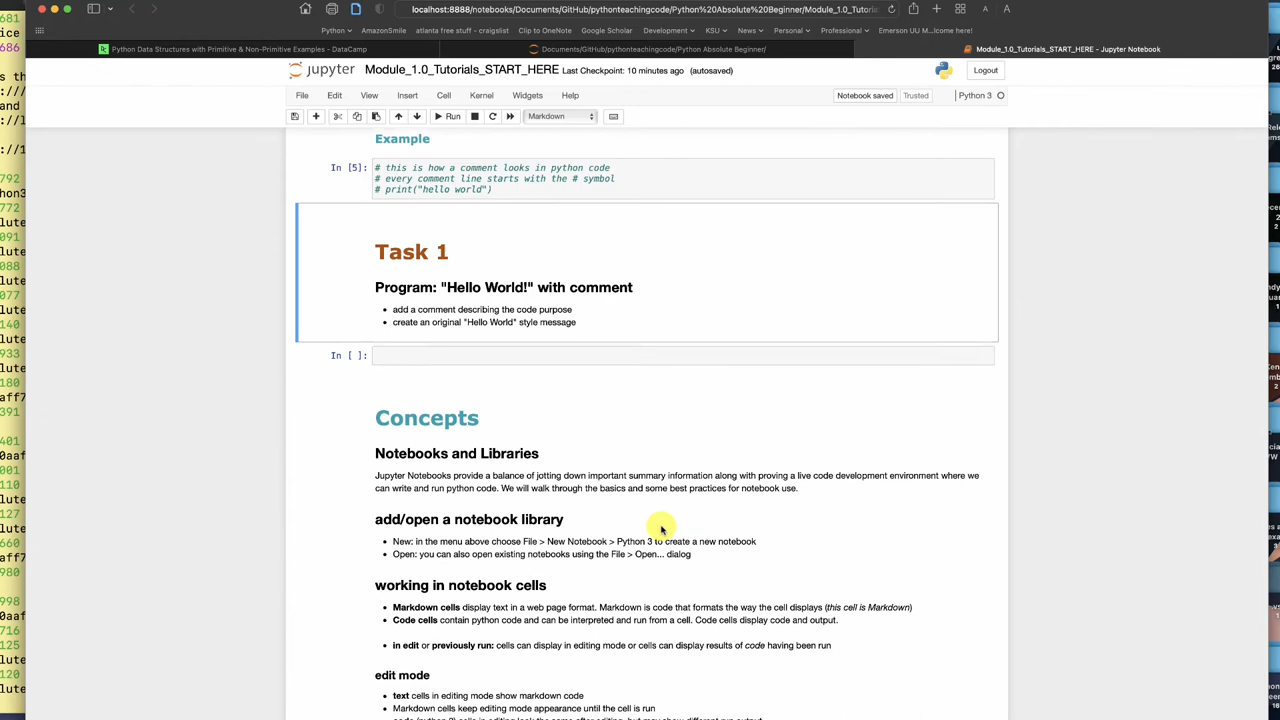 localhost:8888/notebooks/Documents/GitHub/pythonteachingcode/Python%20Absolute%20Beginner/Module_1.0_Tutoria
Python AmazonSmile atlanta free stuff - craigslist Clip to OneNote Google Scholar Development KSU News Personal Professional Emerson UU M...lcome here!
Python Data Structures with Primitive & Non-Primitive Examples - DataCamp
Documents/GitHub/pythonteachingcode/Python Absolute Beginner/
Module_1.0_Tutorials_START_HERE - Jupyter Notebook
jupyter Module_1.0_Tutorials_START_HERE Last Checkpoint: 10 minutes ago (autosaved)
Logout
File Edit View Insert Cell Kernel Widgets Help
Notebook saved Trusted Python 3
Run Markdown
Example
In [5]: # this is how a comment looks in python code
# every comment line starts with the # symbol
# print("hello world")
Task 1
Program: "Hello World!" with comment
• add a comment describing the code purpose
• create an original "Hello World" style message
In [ ]:
Concepts
Notebooks and Libraries
Jupyter Notebooks provide a balance of jotting down important summary information along with proving a live code development environment where we
can write and run python code. We will walk through the basics and some best practices for notebook use.
add/open a notebook library
• New: in the menu above choose File > New Notebook > Python 3 to create a new notebook
• Open: you can also open existing notebooks using the File > Open... dialog
working in notebook cells
• Markdown cells display text in a web page format. Markdown is code that formats the way the cell displays (this cell is Markdown)
• Code cells contain python code and can be interpreted and run from a cell. Code cells display code and output.
• in edit or previously run: cells can display in editing mode or cells can display results of code having been run
edit mode
• text cells in editing mode show markdown code
• Markdown cells keep editing mode appearance until the cell is run